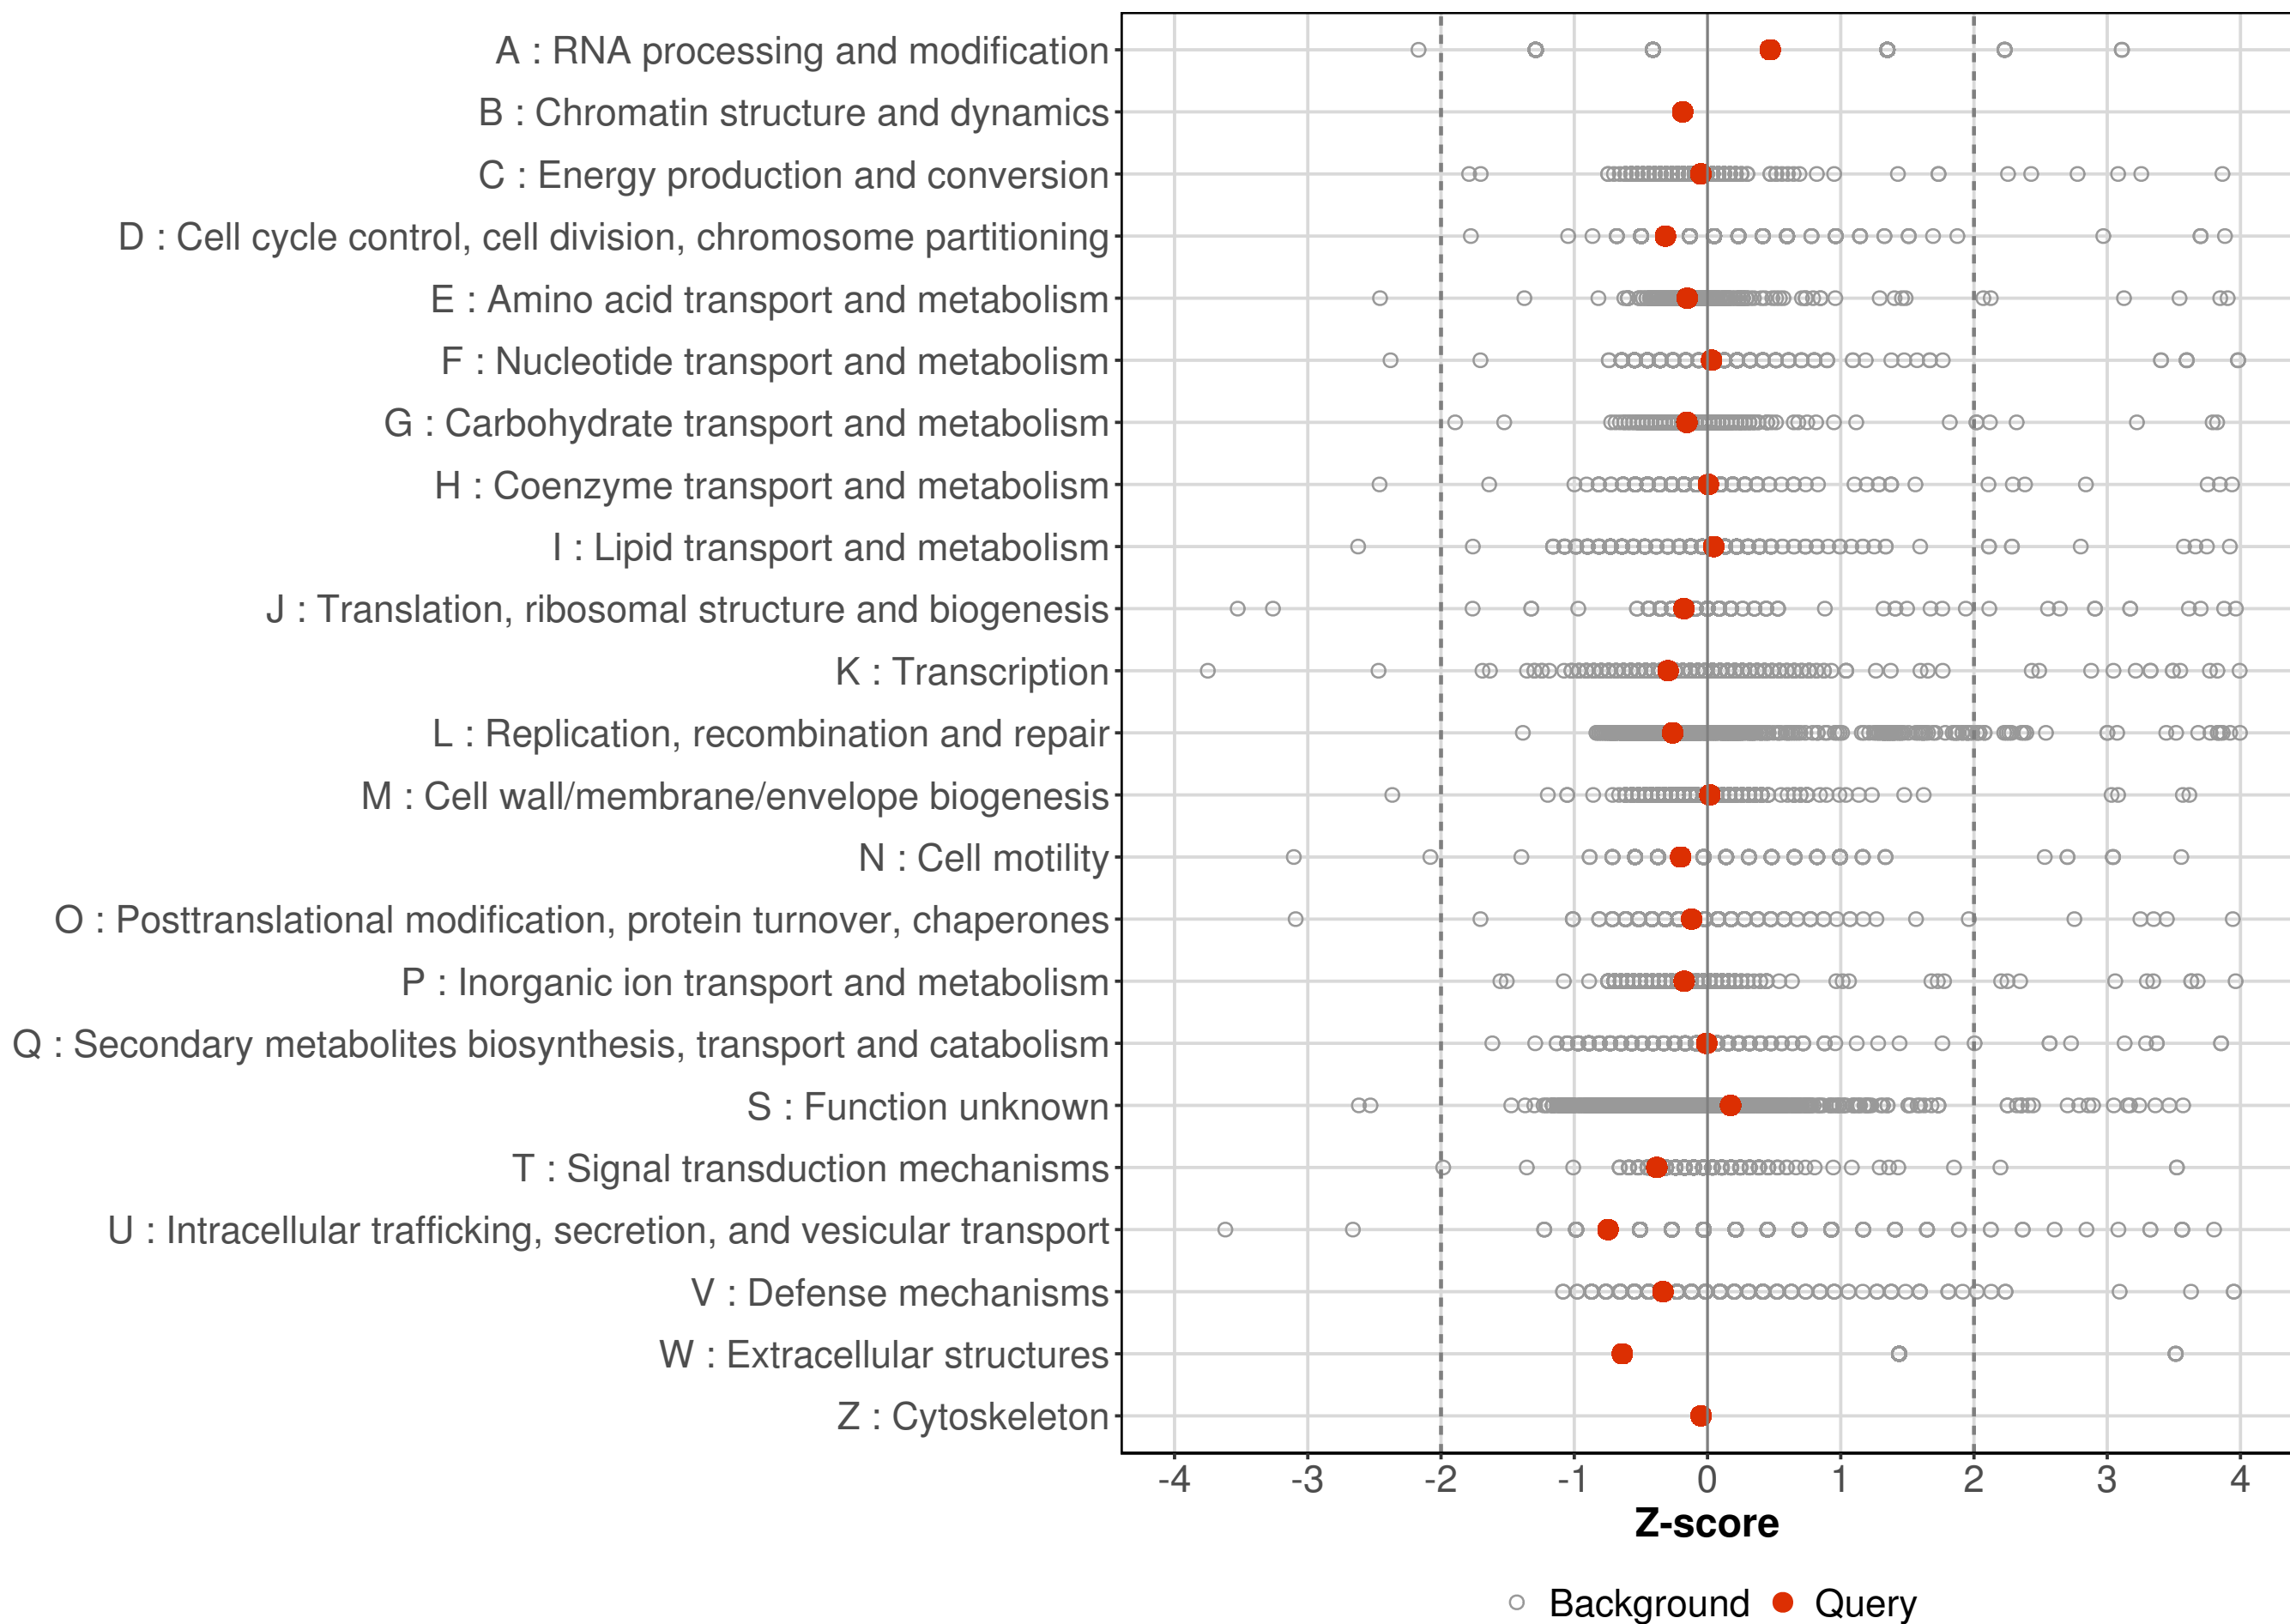 A : RNA processing and modification
B : Chromatin structure and dynamics
C : Energy production and conversion
D : Cell cycle control, cell division, chromosome partitioning
E : Amino acid transport and metabolism
F : Nucleotide transport and metabolism
G : Carbohydrate transport and metabolism
H : Coenzyme transport and metabolism
I : Lipid transport and metabolism
J : Translation, ribosomal structure and biogenesis
K : Transcription
L : Replication, recombination and repair
M : Cell wall/membrane/envelope biogenesis
N : Cell motility
O : Posttranslational modification, protein turnover, chaperones
P : Inorganic ion transport and metabolism
Q : Secondary metabolites biosynthesis, transport and catabolism
S : Function unknown
T : Signal transduction mechanisms
U : Intracellular trafficking, secretion, and vesicular transport
V : Defense mechanisms
W : Extracellular structures
Z : Cytoskeleton
-4 -3 -2 -1 0 1 2 3 4
Z-score
Background Query